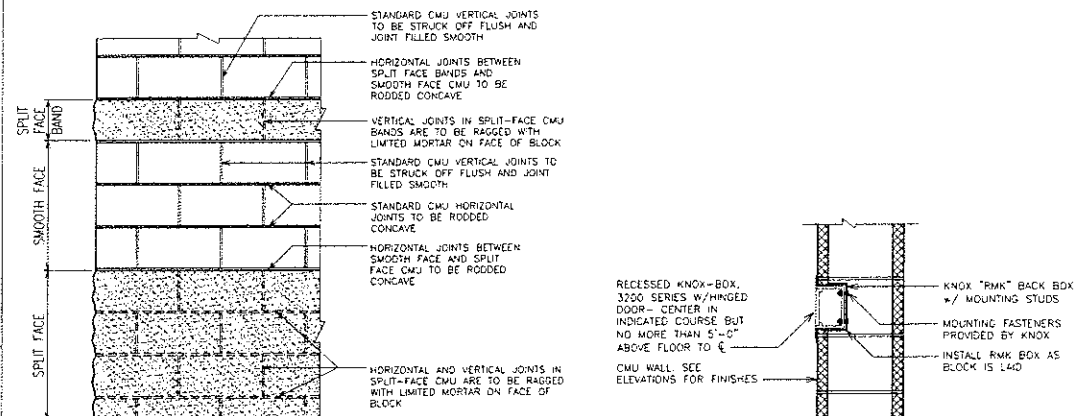 STANDARD CMU VERTICAL JOINTS
TO BE STRUCK OFF FLUSH AND
JOINT FILLED SMOOTH
HORIZONTAL JOINTS BETWEEN
SPLIT FACE BANDS AND
SMOOTH FACE CMU TO BE
RODDED CONCAVE
SPLIT
FACE
BAND
VERTICAL JOINTS IN SPLIT-FACE CMU
BANDS ARE TO BE RAGGED WITH
LIMITED MORTAR ON FACE OF BLOCK
STANDARD CMU VERTICAL JOINTS TO
BE STRUCK OFF FLUSH AND JOINT
FILLED SMOOTH
SMOOTH FACE
STANDARD CMU HORIZONTAL
JOINTS TO BE RODDED
CONCAVE
HORIZONTAL JOINTS BETWEEN
SMOOTH FACE AND SPLIT
FACE CMU TO BE RODDED
CONCAVE
SPLIT FACE
HORIZONTAL AND VERTICAL JOINTS IN
SPLIT-FACE CMU ARE TO BE RAGGED
WITH LIMITED MORTAR ON FACE OF
BLOCK
RECESSED KNOX-BOX,
3200 SERIES W/HINGED
DOOR- CENTER IN
INDICATED COURSE BUT
NO MORE THAN 5'-0"
ABOVE FLOOR TO ℄
CMU WALL. SEE
ELEVATIONS FOR FINISHES
KNOX "RMK" BACK BOX
w/ MOUNTING STUDS
MOUNTING FASTENERS
PROVIDED BY KNOX
INSTALL RMK BOX AS
BLOCK IS LAID